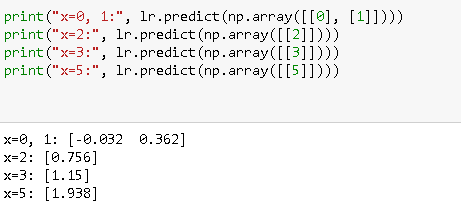 print("x=0, 1:", lr.predict(np.array([[0], [1]])))
print("x=2:", lr.predict(np.array([[2]])))
print("x=3:", lr.predict(np.array([[3]])))
print("x=5:", lr.predict(np.array([[5]])))
x=0, 1: [-0.032  0.362]
x=2: [0.756]
x=3: [1.15]
x=5: [1.938]